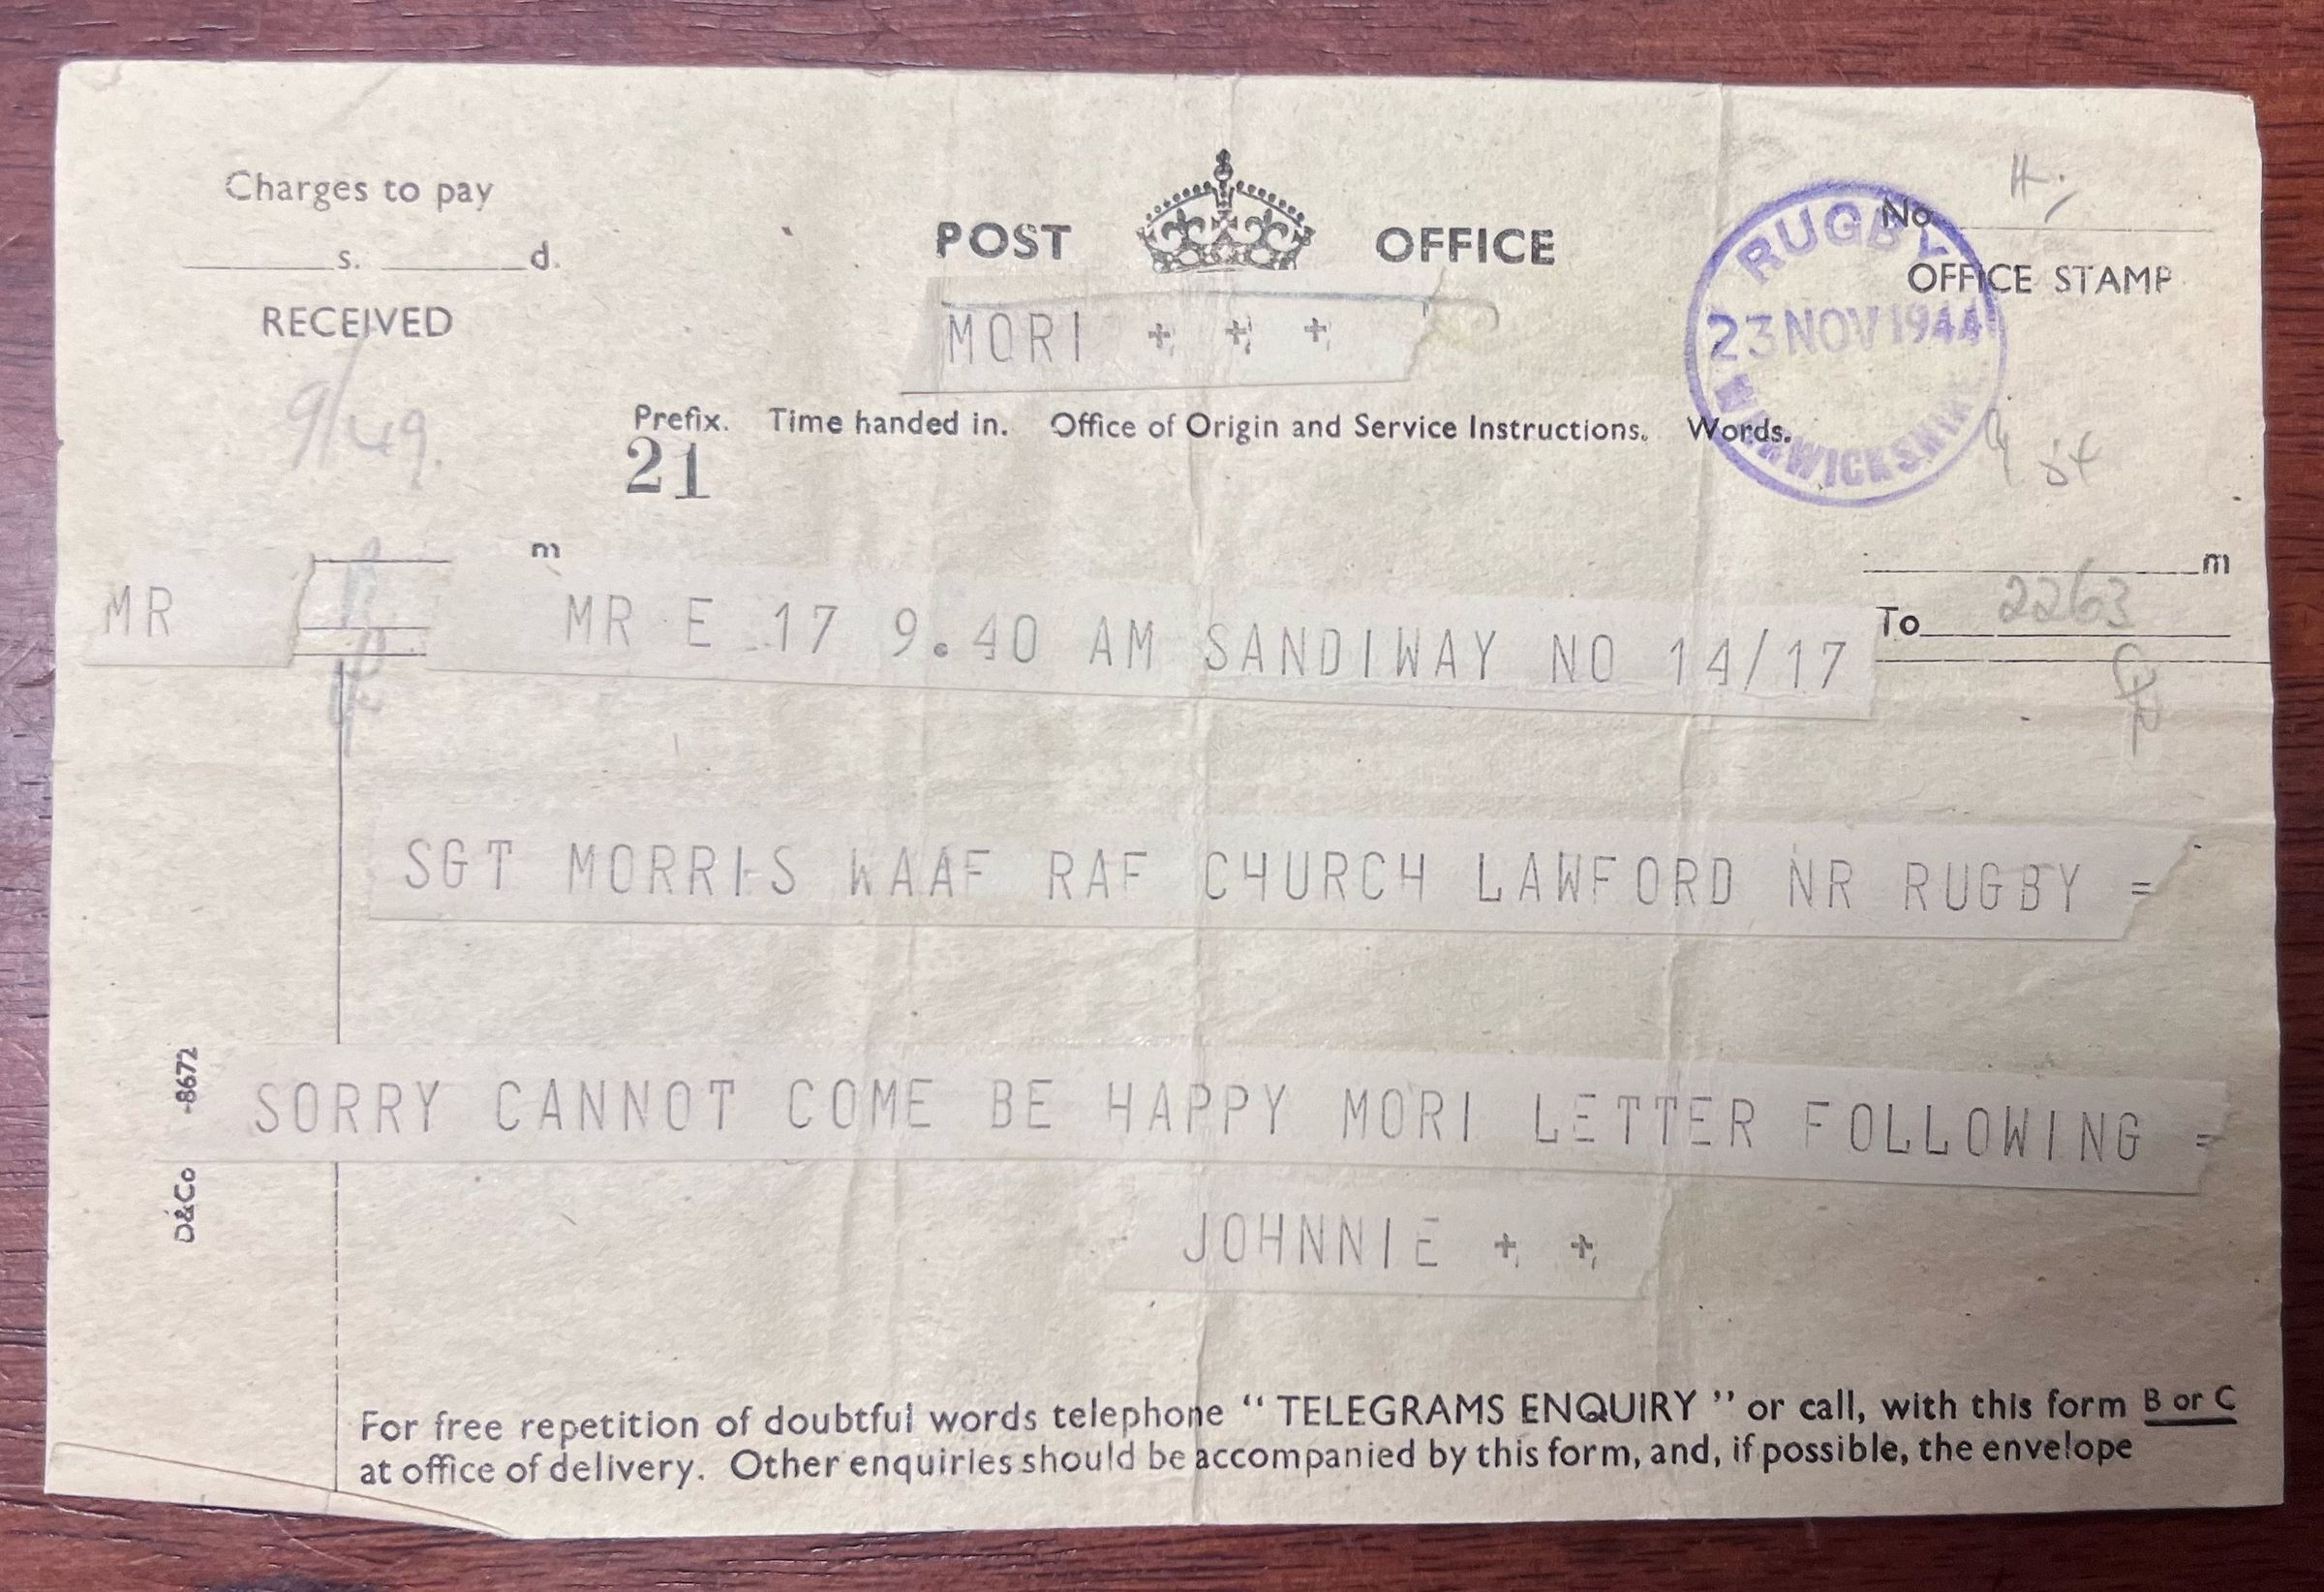 Charges to pay
s. d.
RECEIVED
POST OFFICE
No.
OFFICE STAMP
RUGBY
23 NOV 1944
WARWICKSHIRE
MORI + + +
9/49.
Prefix. Time handed in. Office of Origin and Service Instructions. Words.
21
m
m
MR
MR E 17 9.40 AM SANDIWAY NO 14/17
To 2263
SGT MORRIS WAAF RAF CHURCH LAWFORD NR RUGBY =
SORRY CANNOT COME BE HAPPY MORI LETTER FOLLOWING =
JOHNNIE + +
D&Co -8672
For free repetition of doubtful words telephone “ TELEGRAMS ENQUIRY ” or call, with this form B or C
at office of delivery. Other enquiries should be accompanied by this form, and, if possible, the envelope